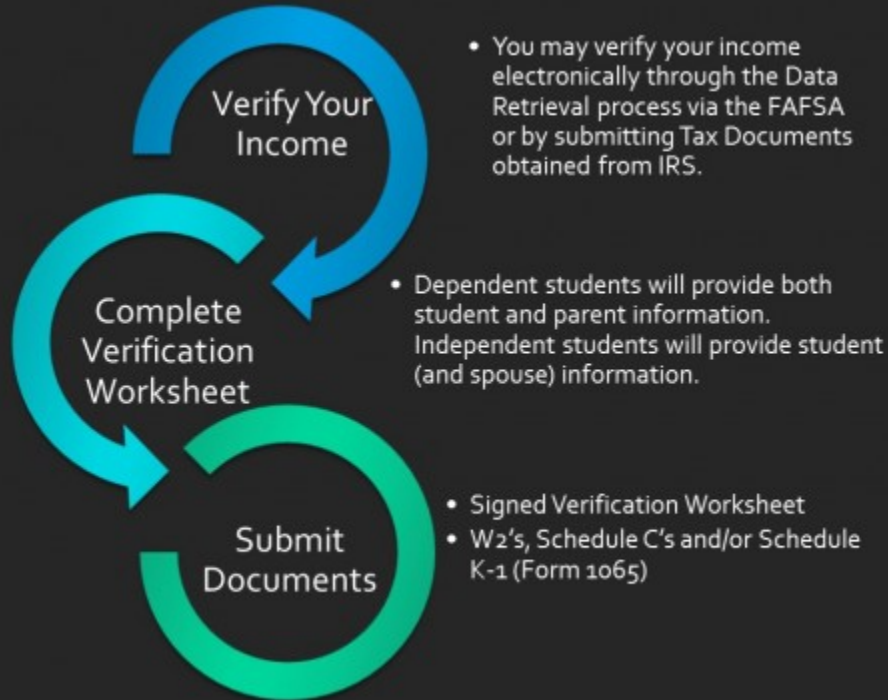 Verify Your
Income
• You may verify your income
electronically through the Data
Retrieval process via the FAFSA
or by submitting Tax Documents
obtained from IRS.
Complete
Verification
Worksheet
• Dependent students will provide both
student and parent information.
Independent students will provide student
(and spouse) information.
Submit
Documents
• Signed Verification Worksheet
• W2's, Schedule C's and/or Schedule
K-1 (Form 1065)